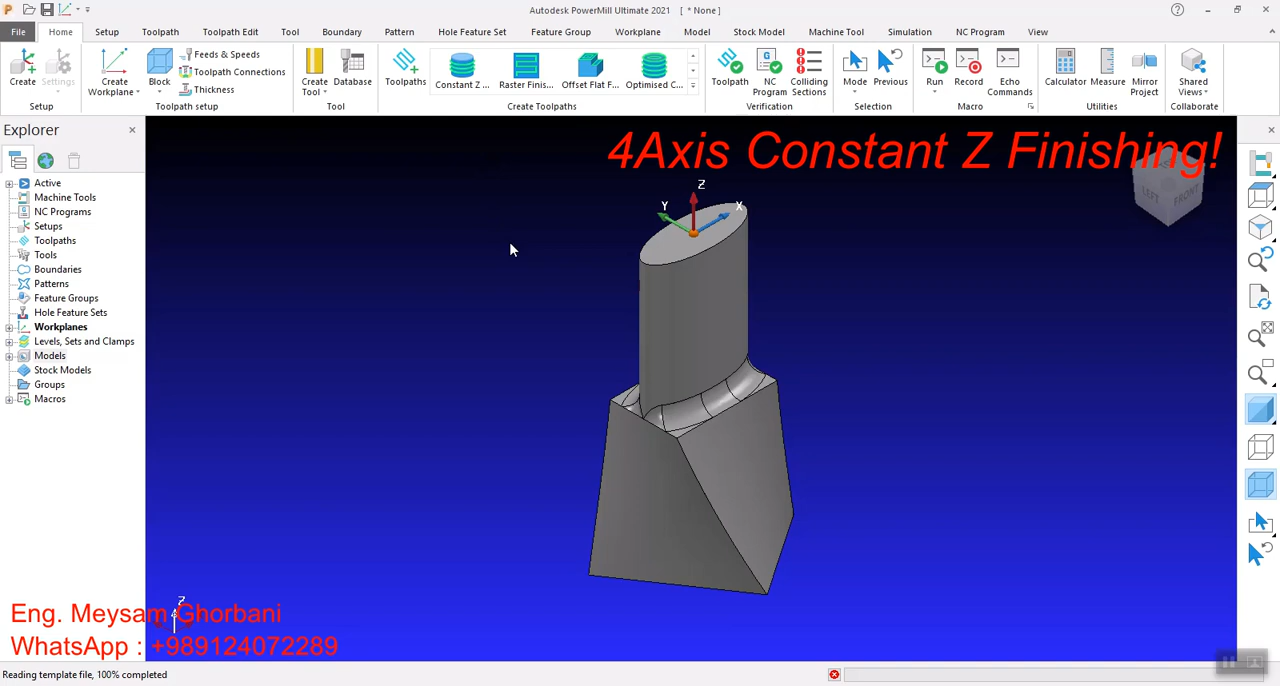 Autodesk PowerMill Ultimate 2021 [ * None ]
File Home Setup Toolpath Toolpath Edit Tool Boundary Pattern Hole Feature Set Feature Group Workplane Model Stock Model Machine Tool Simulation NC Program View
Create Settings
Create Workplane
Block
Feeds & Speeds
Toolpath Connections
Thickness
Create Tool
Database
Toolpaths
Constant Z ...
Raster Finis...
Offset Flat F...
Optimised C...
Toolpath
NC Program
Colliding Sections
Mode
Previous
Run
Record
Echo Commands
Calculator
Measure
Mirror Project
Shared Views
Setup Toolpath setup Tool Create Toolpaths Verification Selection Macro Utilities Collaborate
Explorer
4Axis Constant Z Finishing!
Active
Machine Tools
NC Programs
Setups
Toolpaths
Tools
Boundaries
Patterns
Feature Groups
Hole Feature Sets
Workplanes
Levels, Sets and Clamps
Models
Stock Models
Groups
Macros
Z
Y
X
LEFT FRONT
Z
Eng. Meysam Ghorbani
WhatsApp : +989124072289
Reading template file, 100% completed